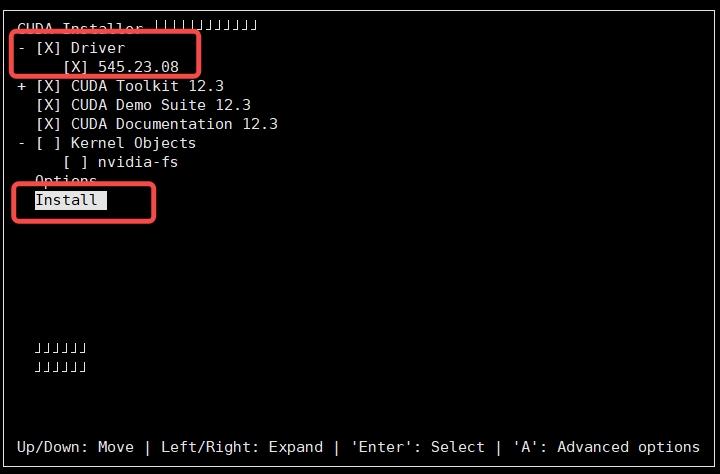 CUDA Installer
- [X] Driver
[X] 545.23.08
+ [X] CUDA Toolkit 12.3
[X] CUDA Demo Suite 12.3
[X] CUDA Documentation 12.3
- [ ] Kernel Objects
[ ] nvidia-fs
Options
Install
Up/Down: Move | Left/Right: Expand | 'Enter': Select | 'A': Advanced options